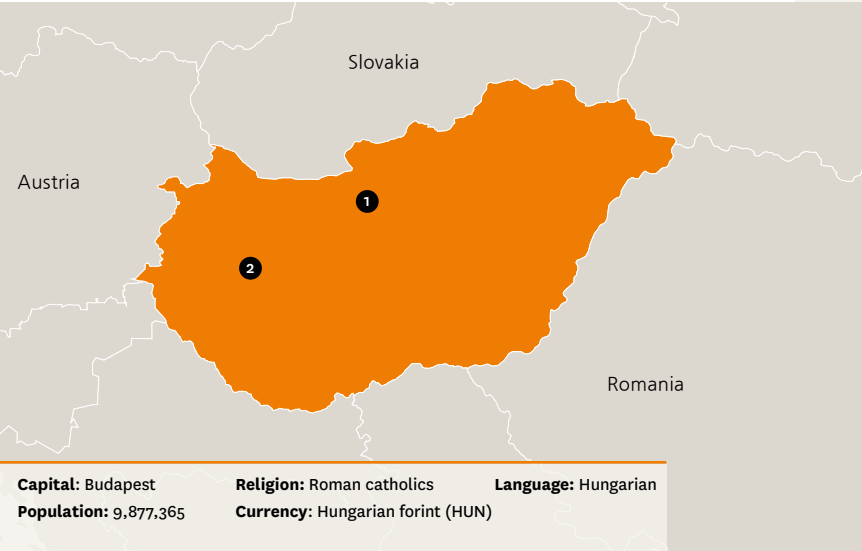 Slovakia
Austria
1
2
Romania
Capital: Budapest
Religion: Roman catholics
Language: Hungarian
Population: 9,877,365
Currency: Hungarian forint (HUN)